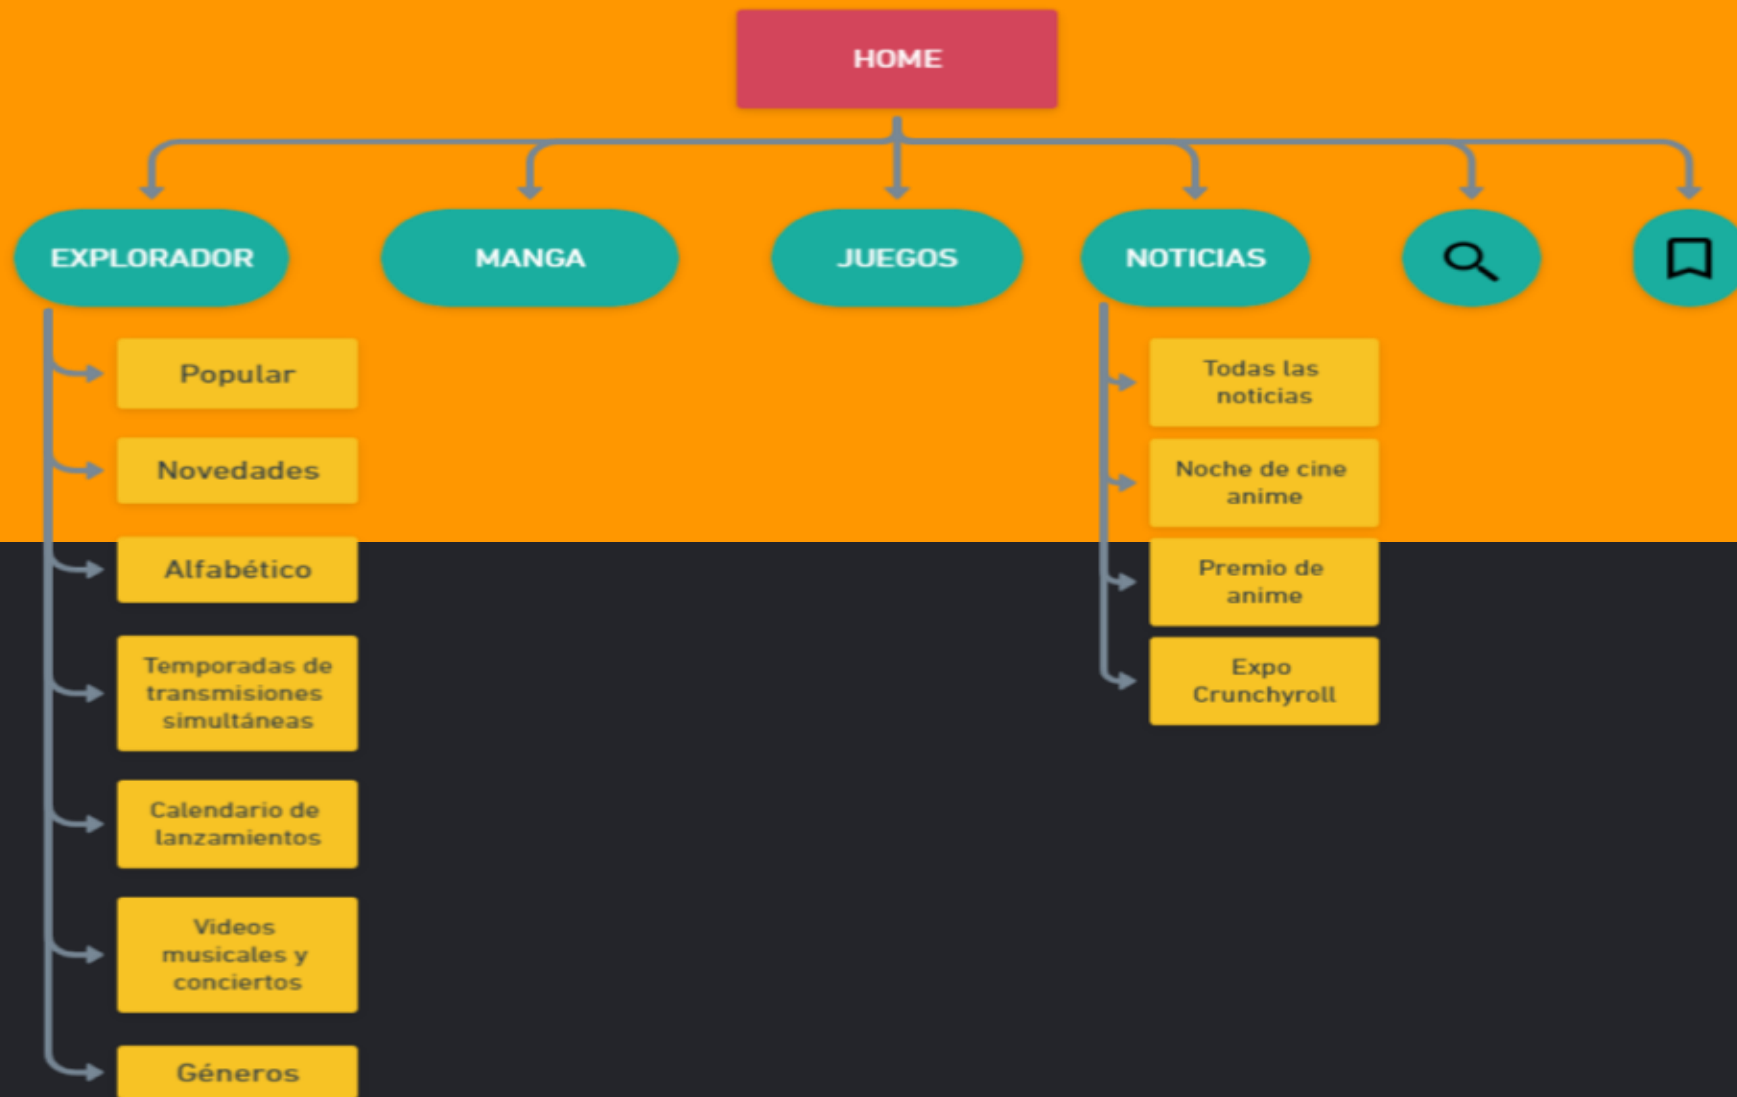 HOME
EXPLORADOR
MANGA
JUEGOS
NOTICIAS
Popular
Novedades
Alfabético
Temporadas de
transmisiones
simultáneas
Calendario de
lanzamientos
Videos
musicales y
conciertos
Géneros
Todas las
noticias
Noche de cine
anime
Premio de
anime
Expo
Crunchyroll